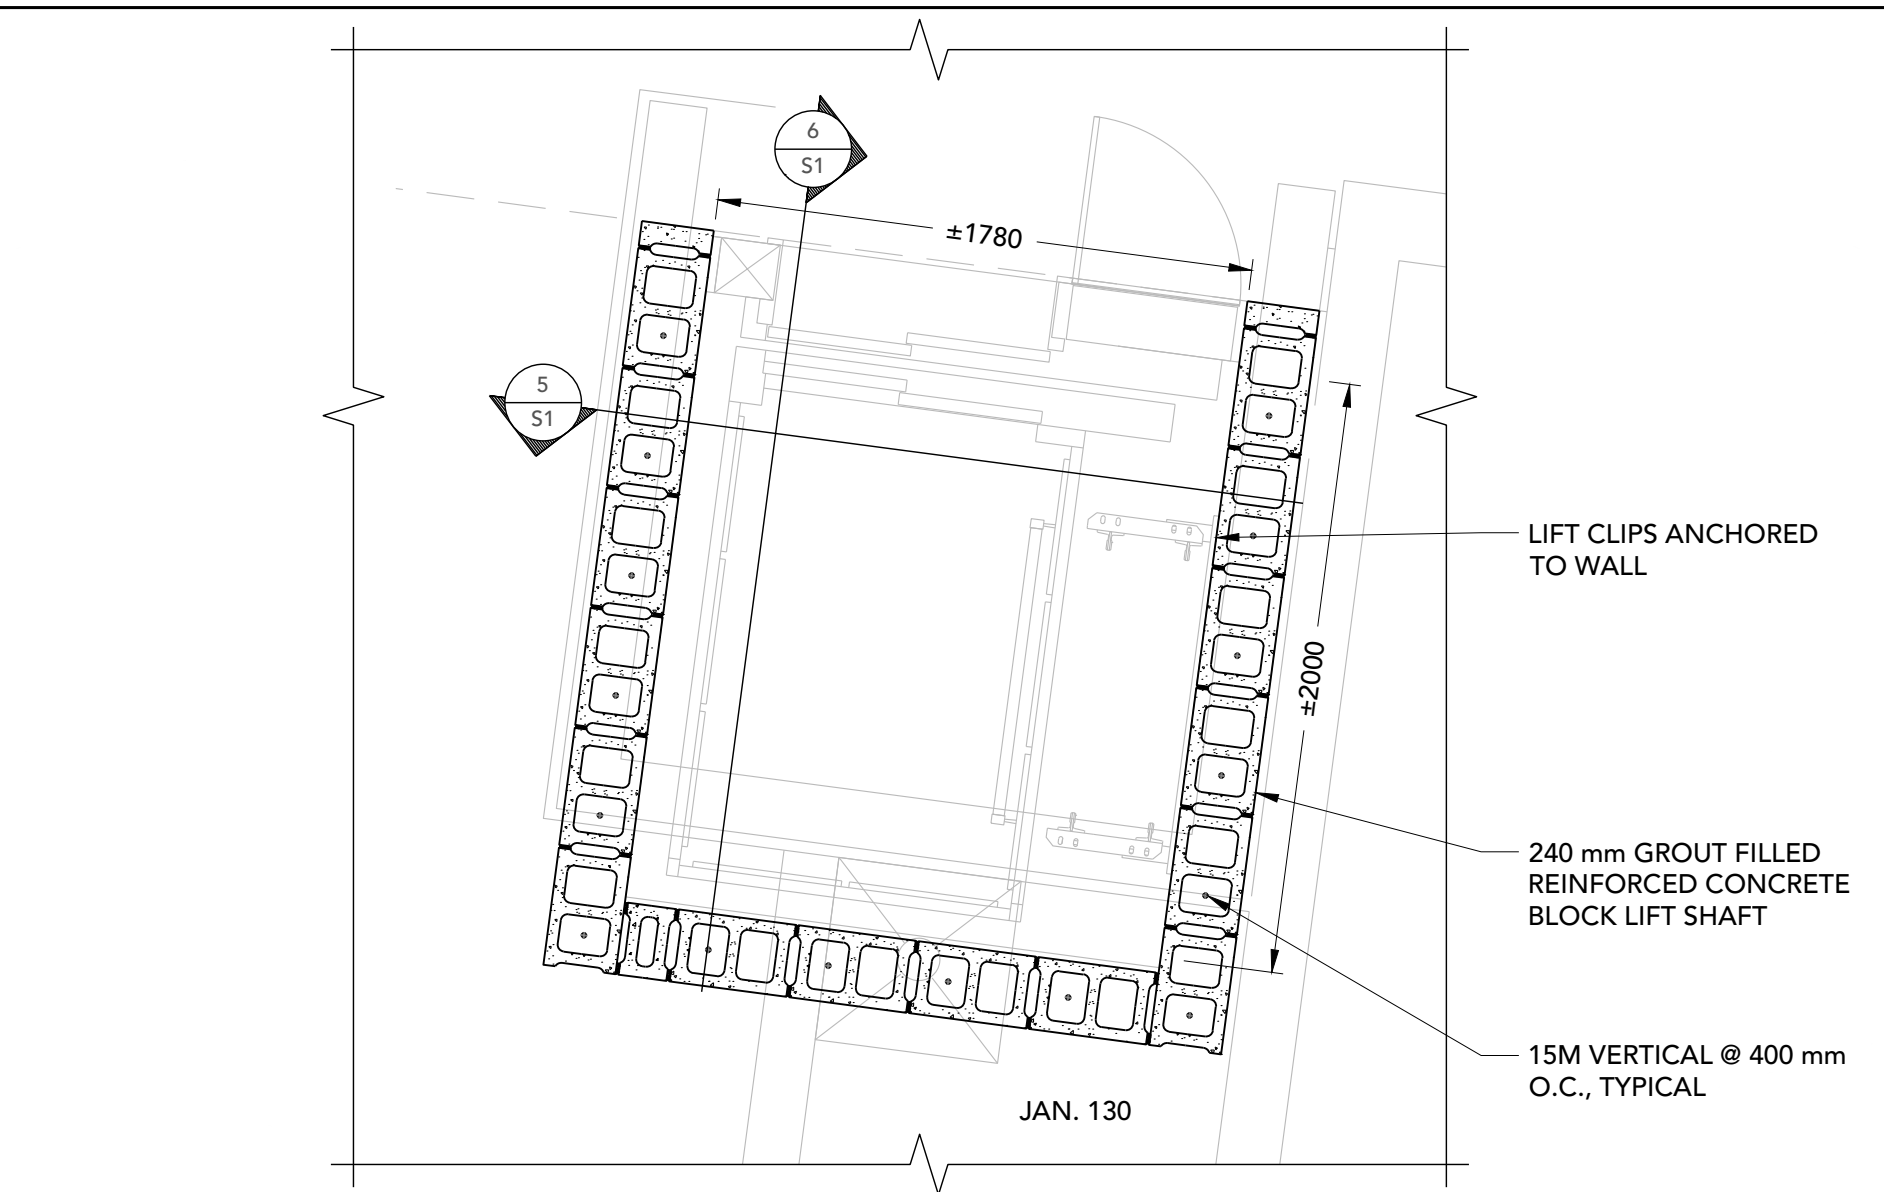 6
S1
±1780
5
S1
LIFT CLIPS ANCHORED
TO WALL
±2000
240 mm GROUT FILLED
REINFORCED CONCRETE
BLOCK LIFT SHAFT
15M VERTICAL @ 400 mm
O.C., TYPICAL
JAN. 130